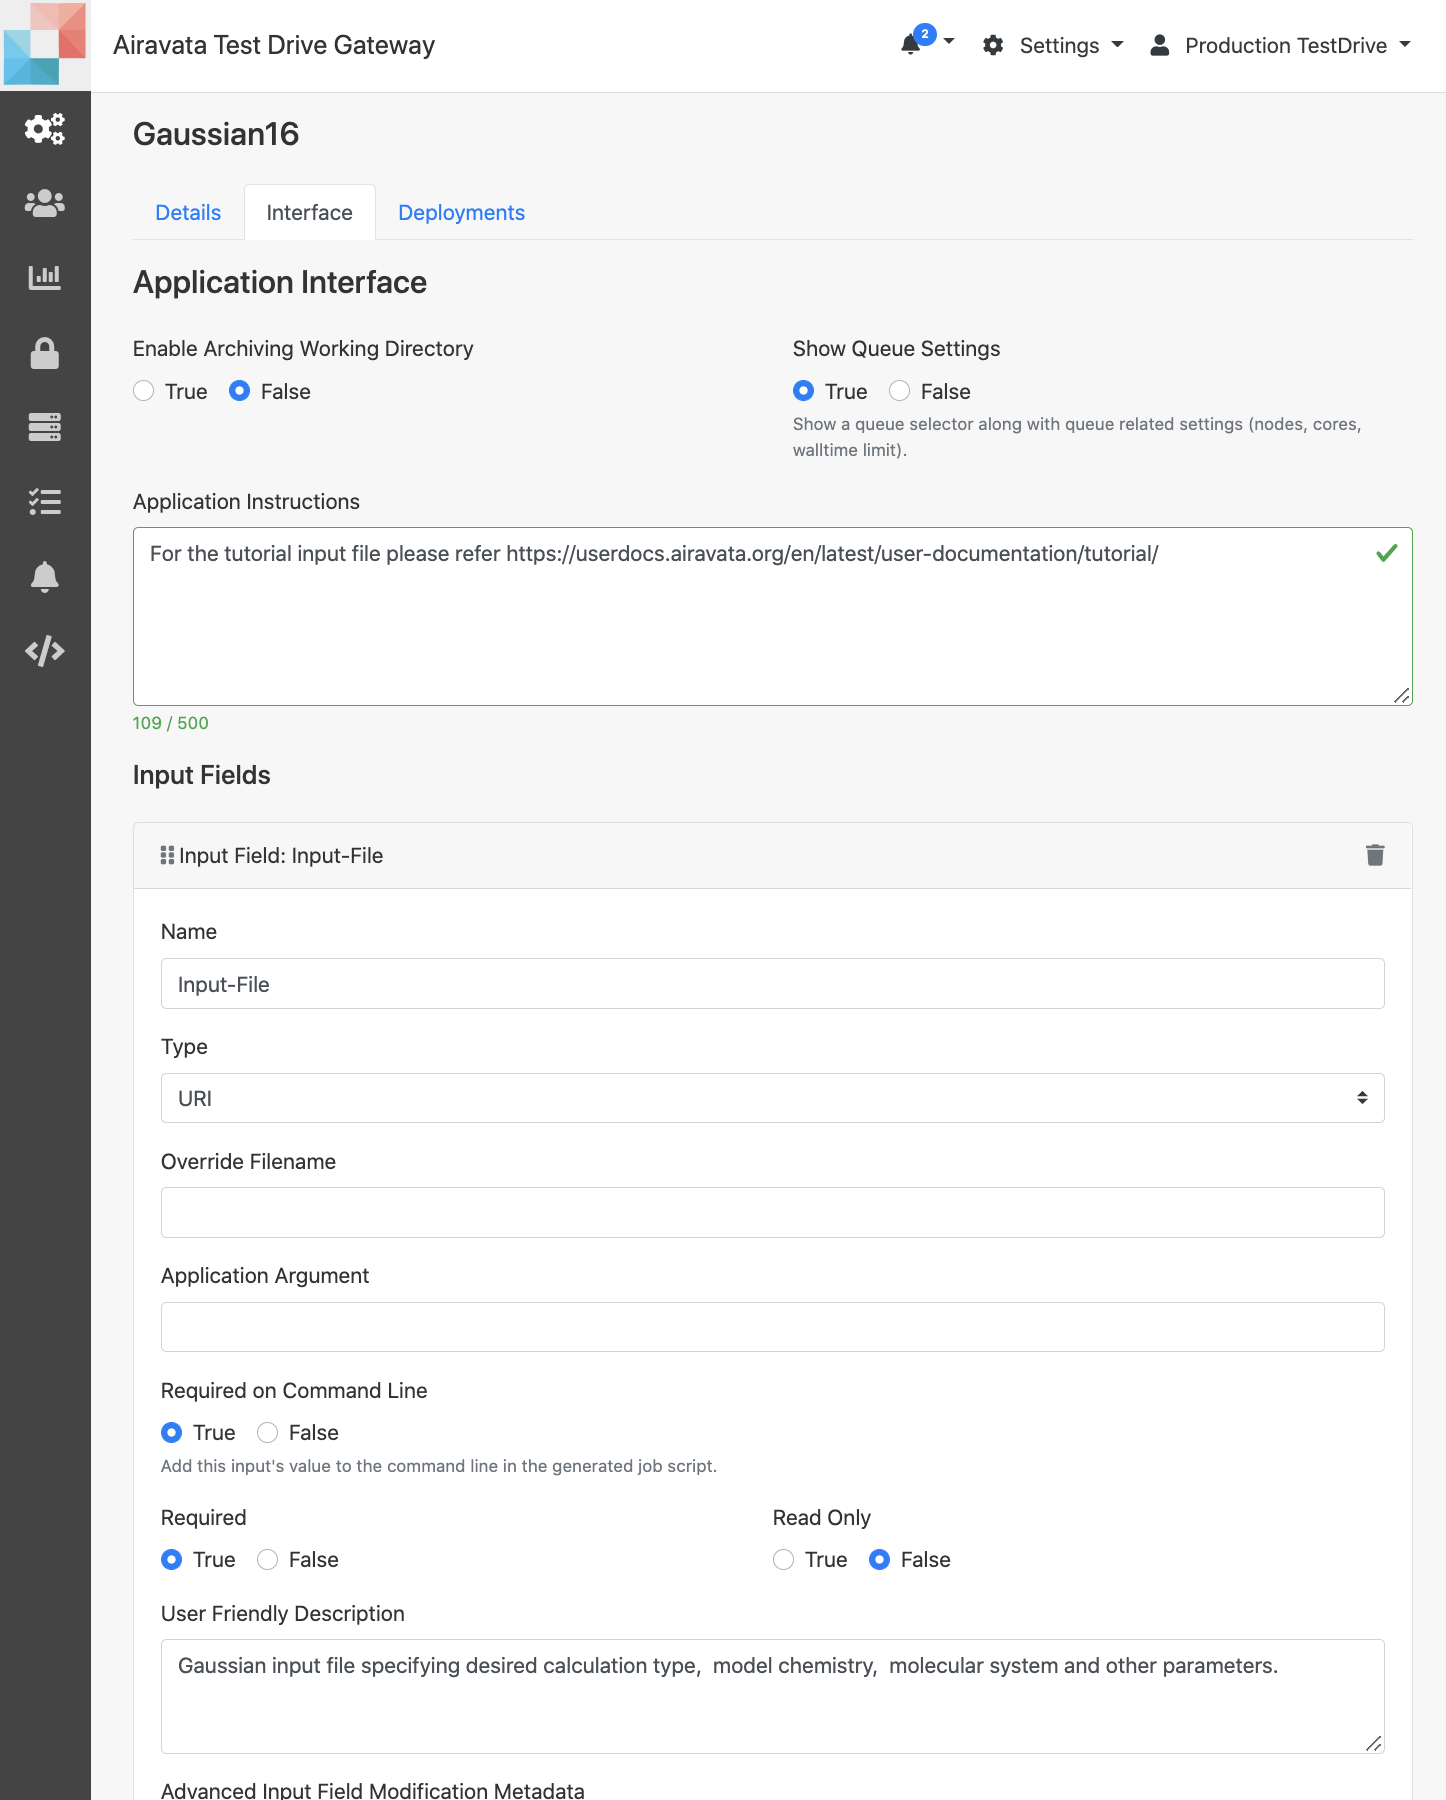 Airavata Test Drive Gateway
2
Settings
Production TestDrive
Gaussian16
Details
Interface
Deployments
Application Interface
Enable Archiving Working Directory
True
False
Show Queue Settings
True
False
Show a queue selector along with queue related settings (nodes, cores,
walltime limit).
Application Instructions
For the tutorial input file please refer https://userdocs.airavata.org/en/latest/user-documentation/tutorial/
109 / 500
Input Fields
Input Field: Input-File
Name
Input-File
Type
URI
Override Filename
Application Argument
Required on Command Line
True
False
Add this input's value to the command line in the generated job script.
Required
True
False
Read Only
True
False
User Friendly Description
Gaussian input file specifying desired calculation type,  model chemistry,  molecular system and other parameters.
Advanced Input Field Modification Metadata